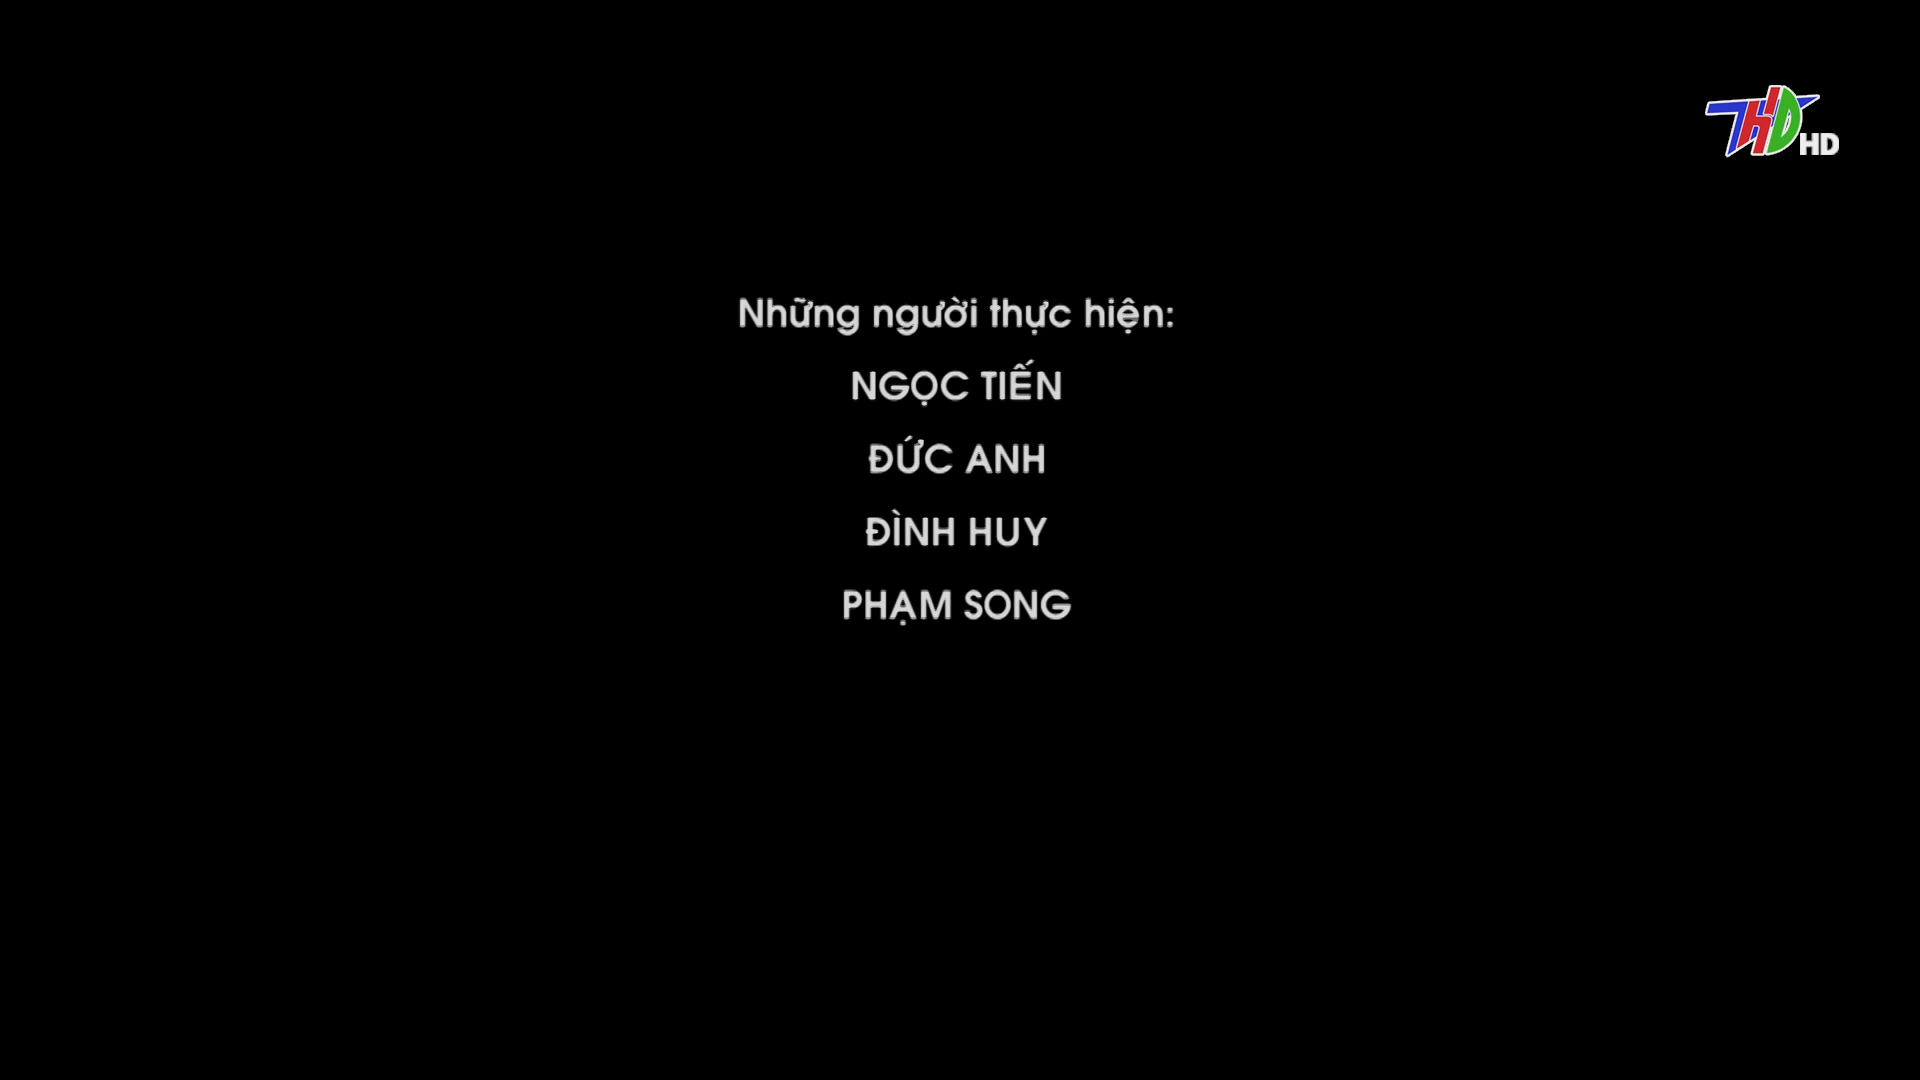 THD HD
Những người thực hiện:
NGỌC TIẾN
ĐỨC ANH
ĐÌNH HUY
PHẠM SONG